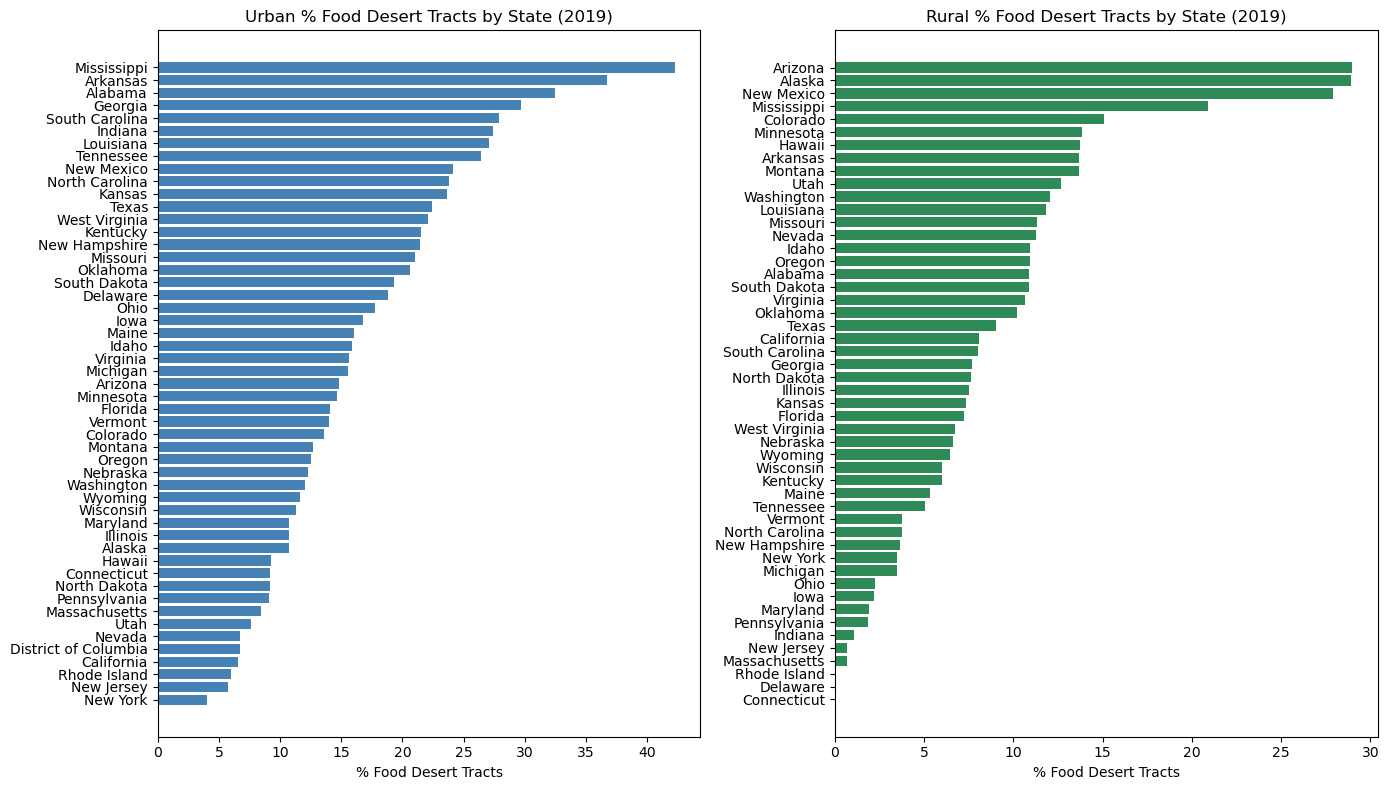 Urban % Food Desert Tracts by State (2019)
Mississippi
Arkansas
Alabama
Georgia
South Carolina
Indiana
Louisiana
Tennessee
New Mexico
North Carolina
Kansas
Texas
West Virginia
Kentucky
New Hampshire
Missouri
Oklahoma
South Dakota
Delaware
Ohio
Iowa
Maine
Idaho
Virginia
Michigan
Arizona
Minnesota
Florida
Vermont
Colorado
Montana
Oregon
Nebraska
Washington
Wyoming
Wisconsin
Maryland
Illinois
Alaska
Hawaii
Connecticut
North Dakota
Pennsylvania
Massachusetts
Utah
Nevada
District of Columbia
California
Rhode Island
New Jersey
New York
0 5 10 15 20 25 30 35 40
% Food Desert Tracts
Rural % Food Desert Tracts by State (2019)
Arizona
Alaska
New Mexico
Mississippi
Colorado
Minnesota
Hawaii
Arkansas
Montana
Utah
Washington
Louisiana
Missouri
Nevada
Idaho
Oregon
Alabama
South Dakota
Virginia
Oklahoma
Texas
California
South Carolina
Georgia
North Dakota
Illinois
Kansas
Florida
West Virginia
Nebraska
Wyoming
Wisconsin
Kentucky
Maine
Tennessee
Vermont
North Carolina
New Hampshire
New York
Michigan
Ohio
Iowa
Maryland
Pennsylvania
Indiana
New Jersey
Massachusetts
Rhode Island
Delaware
Connecticut
0 5 10 15 20 25 30
% Food Desert Tracts